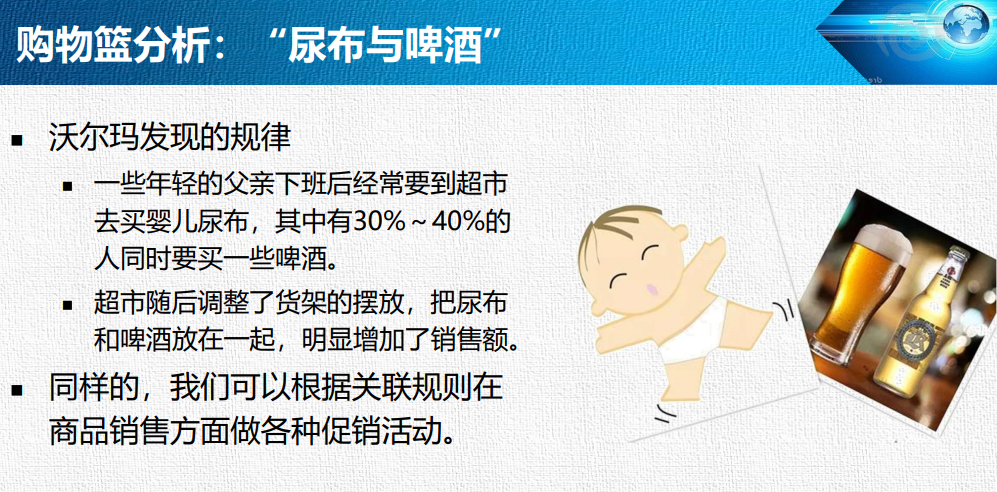 购物篮分析：“尿布与啤酒”
沃尔玛发现的规律
一些年轻的父亲下班后经常要到超市
去买婴儿尿布，其中有30%～40%的
人同时要买一些啤酒。
超市随后调整了货架的摆放，把尿布
和啤酒放在一起，明显增加了销售额。
同样的，我们可以根据关联规则在
商品销售方面做各种促销活动。